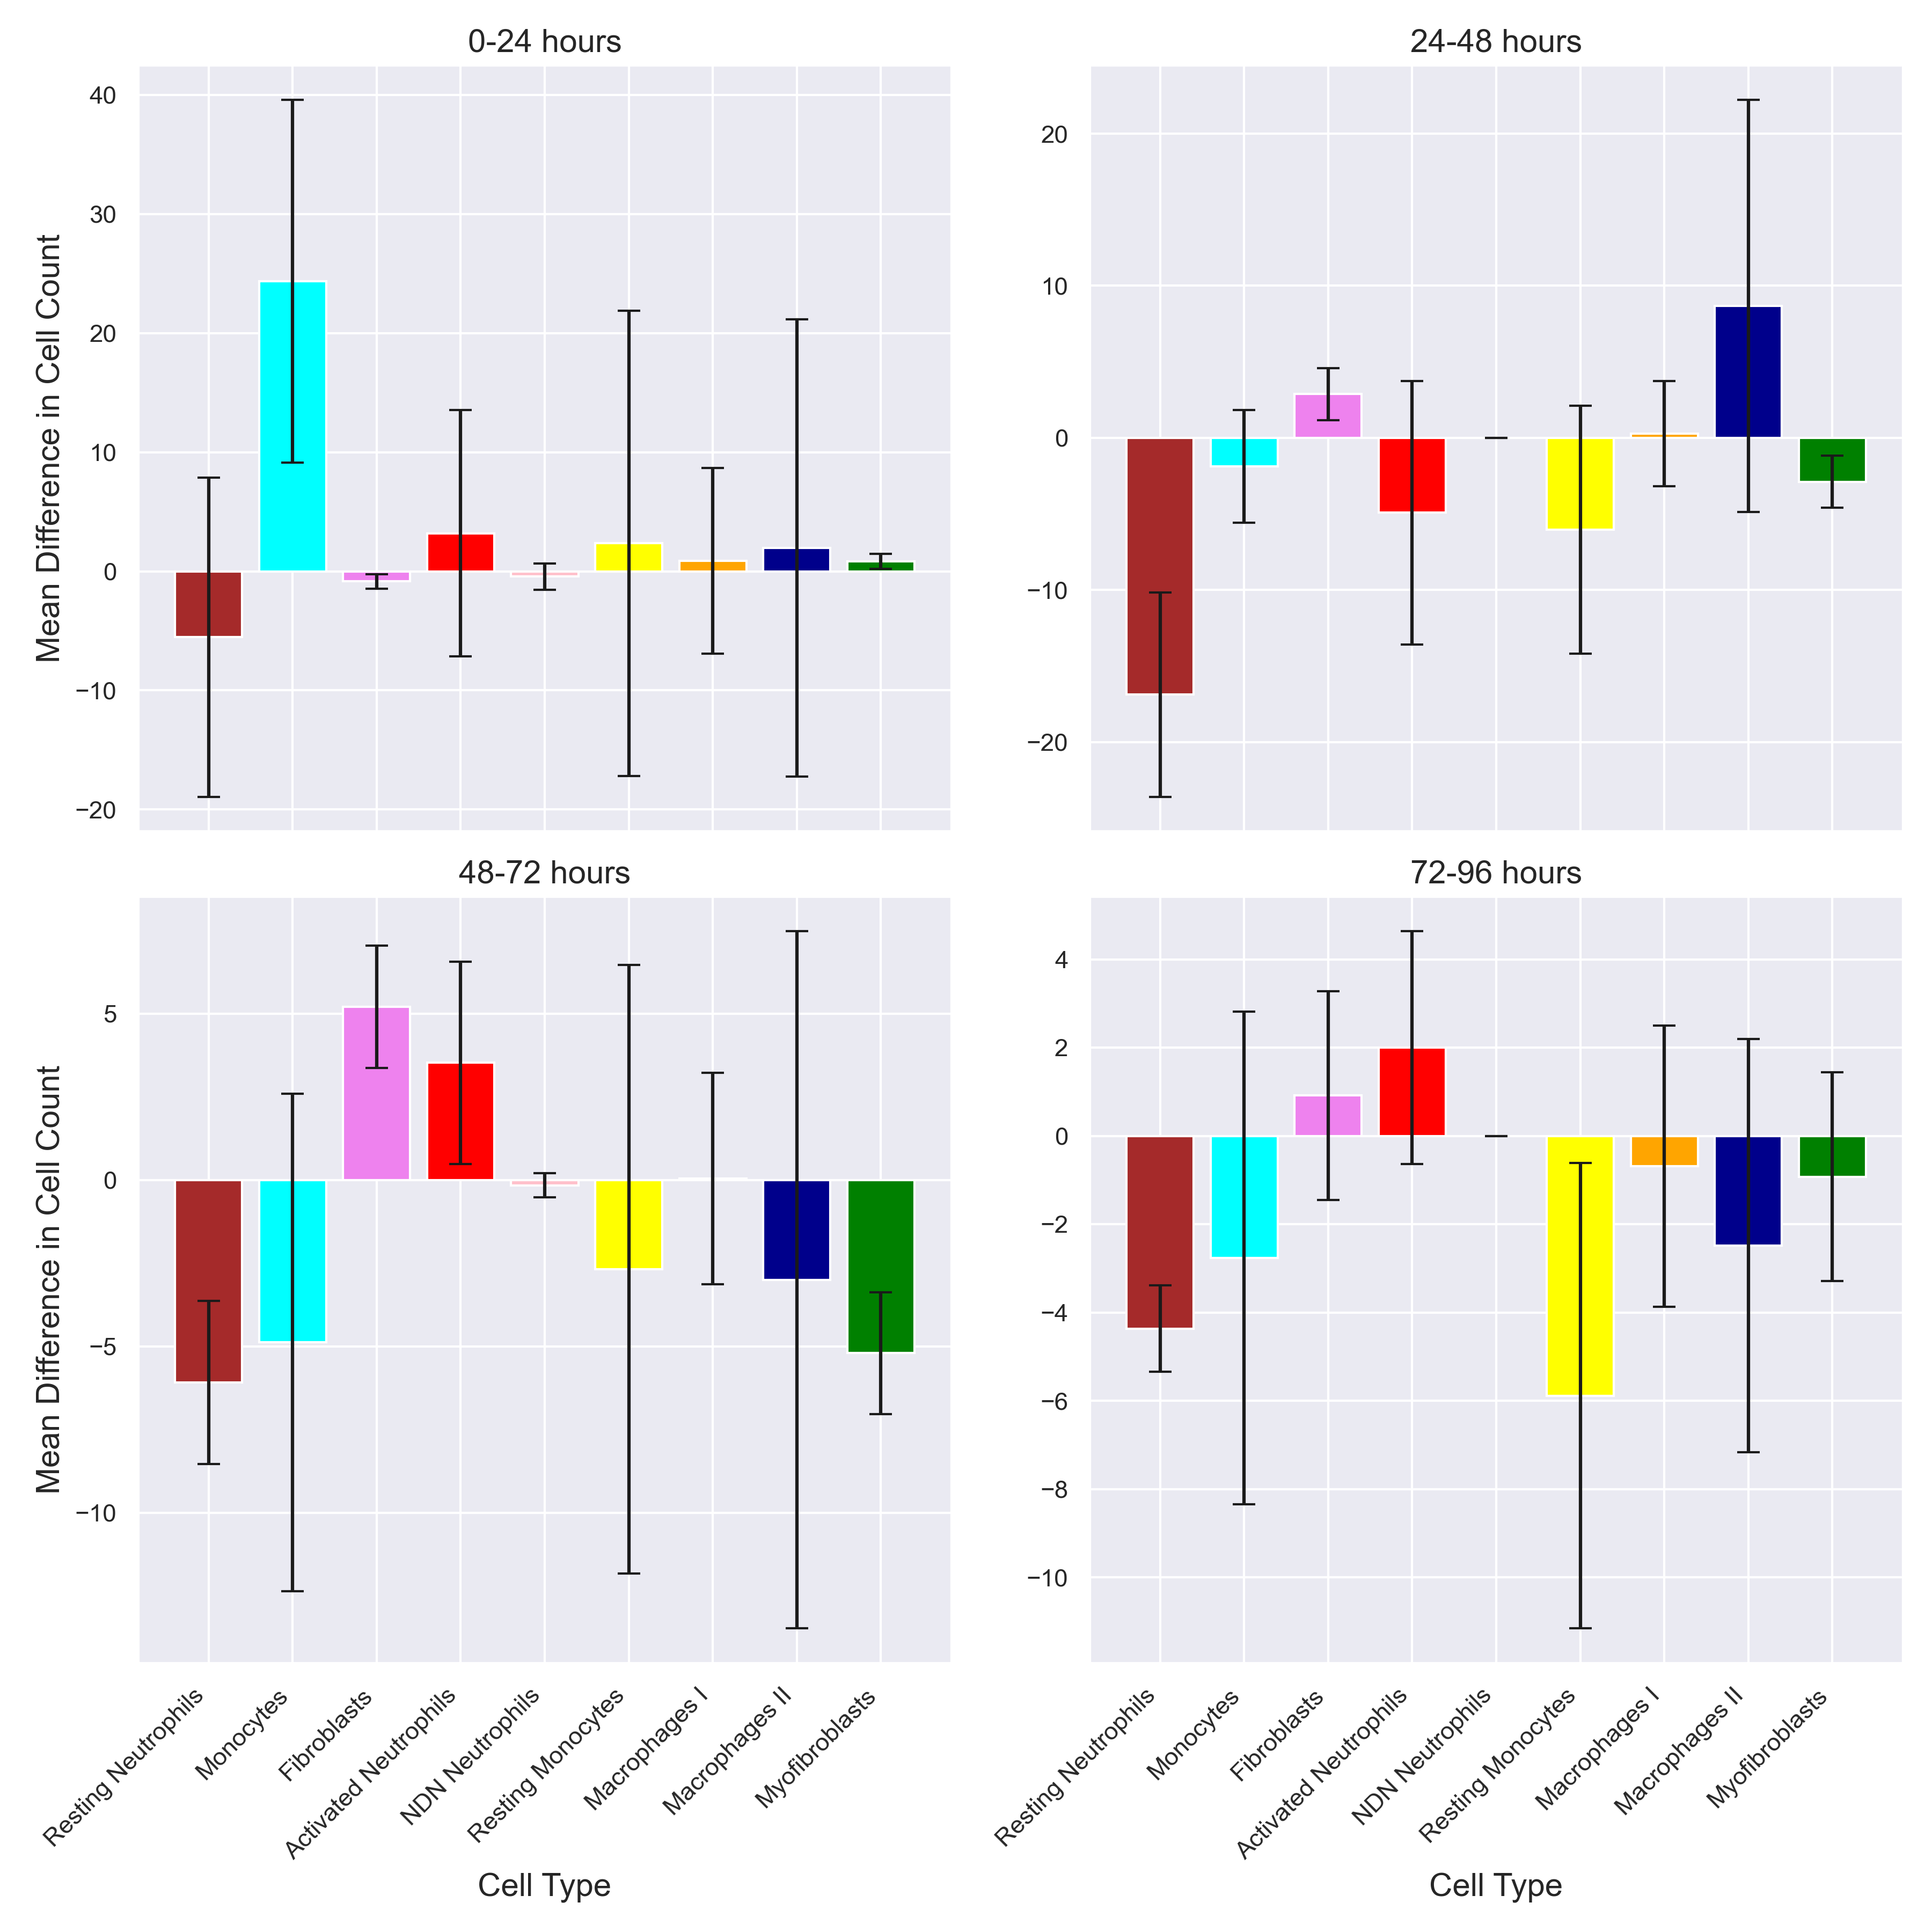 0-24 hours
Mean Difference in Cell Count
40
30
20
10
0
−10
−20
24-48 hours
20
10
0
−10
−20
48-72 hours
Mean Difference in Cell Count
5
0
−5
−10
Resting Neutrophils
Monocytes
Fibroblasts
Activated Neutrophils
NDN Neutrophils
Resting Monocytes
Macrophages I
Macrophages II
Myofibroblasts
Cell Type
72-96 hours
4
2
0
−2
−4
−6
−8
−10
Resting Neutrophils
Monocytes
Fibroblasts
Activated Neutrophils
NDN Neutrophils
Resting Monocytes
Macrophages I
Macrophages II
Myofibroblasts
Cell Type